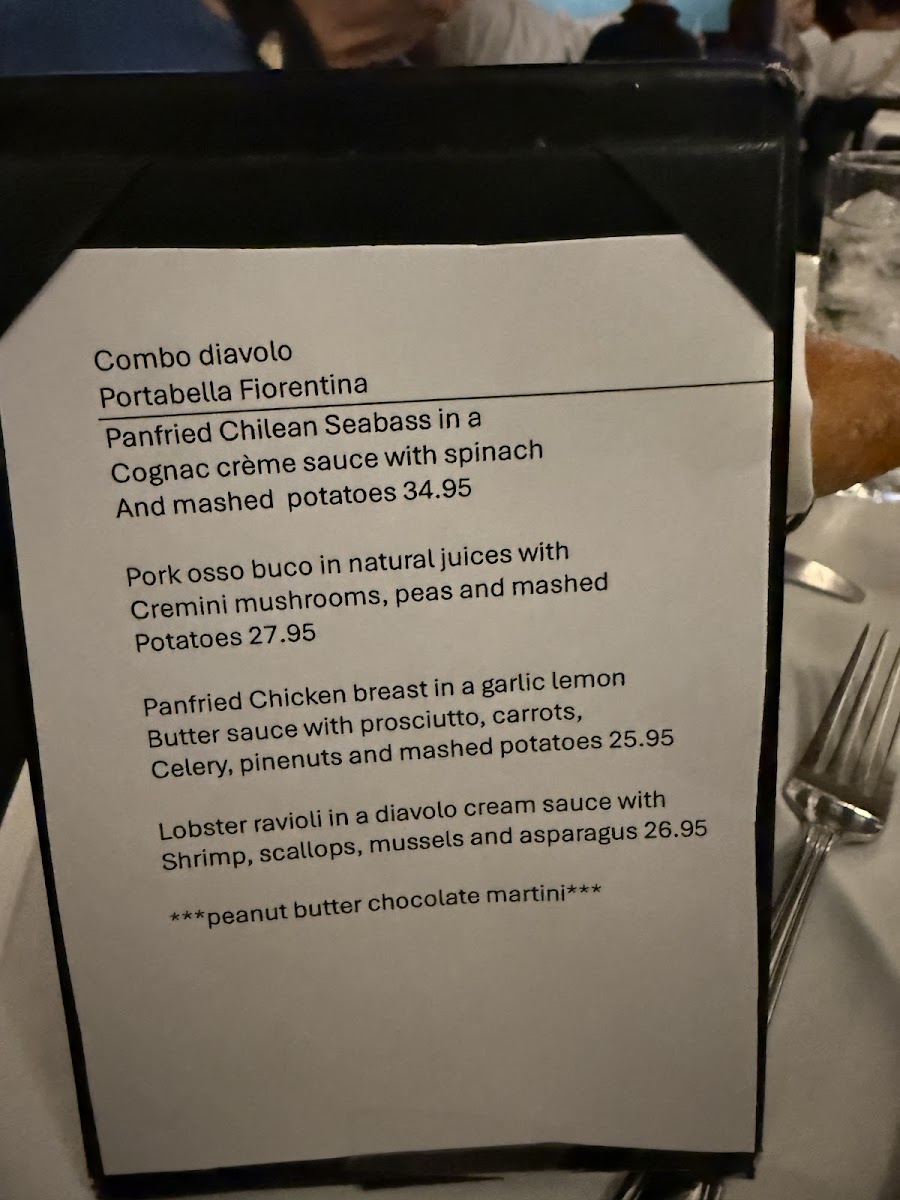 Combo diavolo
Portabella Fiorentina
Panfried Chilean Seabass in a
Cognac crème sauce with spinach
And mashed potatoes 34.95
Pork osso buco in natural juices with
Cremini mushrooms, peas and mashed
Potatoes 27.95
Panfried Chicken breast in a garlic lemon
Butter sauce with prosciutto, carrots,
Celery, pinenuts and mashed potatoes 25.95
Lobster ravioli in a diavolo cream sauce with
Shrimp, scallops, mussels and asparagus 26.95
***peanut butter chocolate martini***